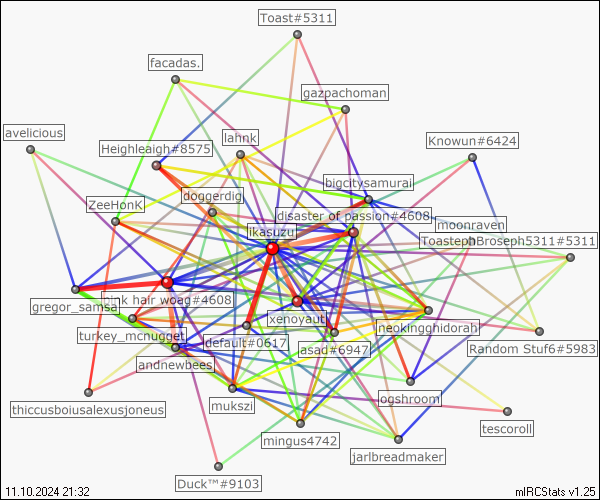 Toast#5311
facadas.
gazpachoman
avelicious
lahnk
Knowun#6424
Heighleaigh#8575
bigcitysamurai
doggerdig
ZeeHonK
disaster of passion#4608
moonraven
ikasuzu
ToastephBroseph5311#5311
pink hair woag#4608
gregor_samsa
xenoyaut
neokingghidorah
turkey_mcnugget
default#0617
asad#6947
Random Stuf6#5983
andnewbees
ogshroom
mukszi
thiccusboiusalexusjoneus
tescoroll
mingus4742
jarlbreadmaker
Duck™#9103
11.10.2024 21:32
mIRCStats v1.25